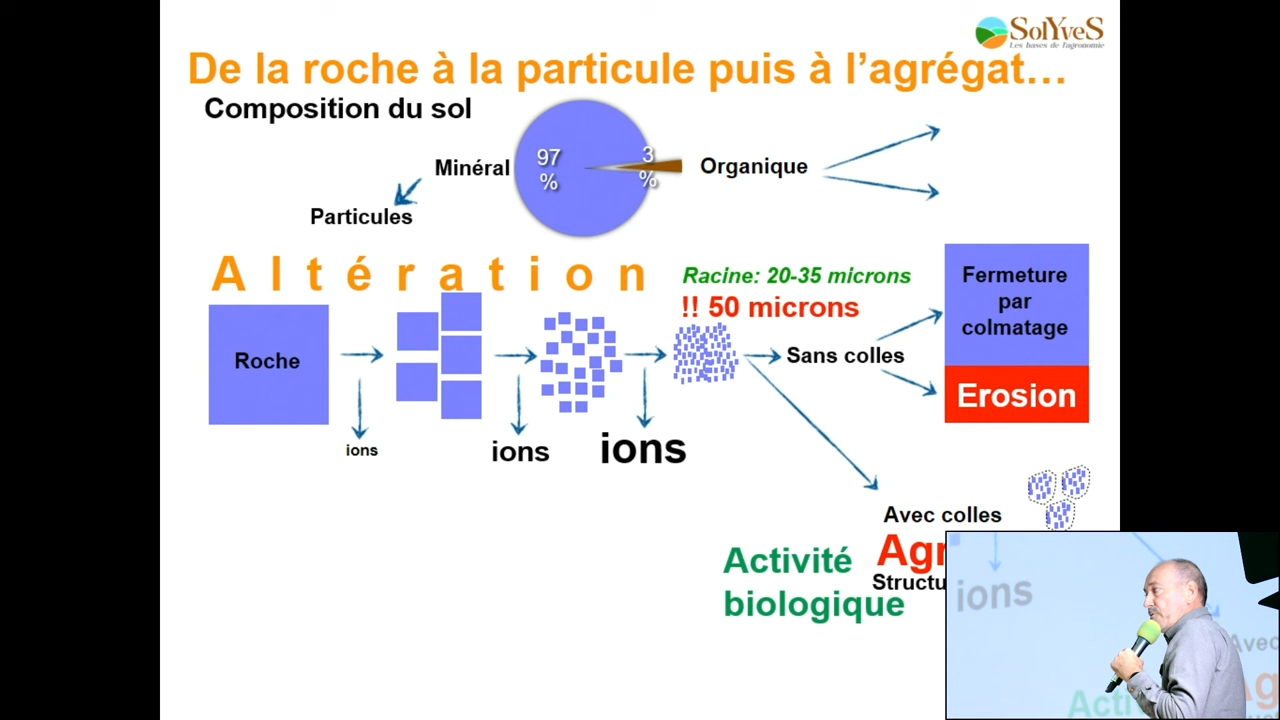 SolYveS
Les bases de l'agronomie
De la roche à la particule puis à l'agrégat...
Composition du sol
Minéral
97
%
3
%
Organique
Particules
Altération
Racine: 20-35 microns
!! 50 microns
Fermeture
par
colmatage
Roche
Sans colles
Erosion
ions
ions
ions
Avec colles
Activité
biologique
ions
Avec